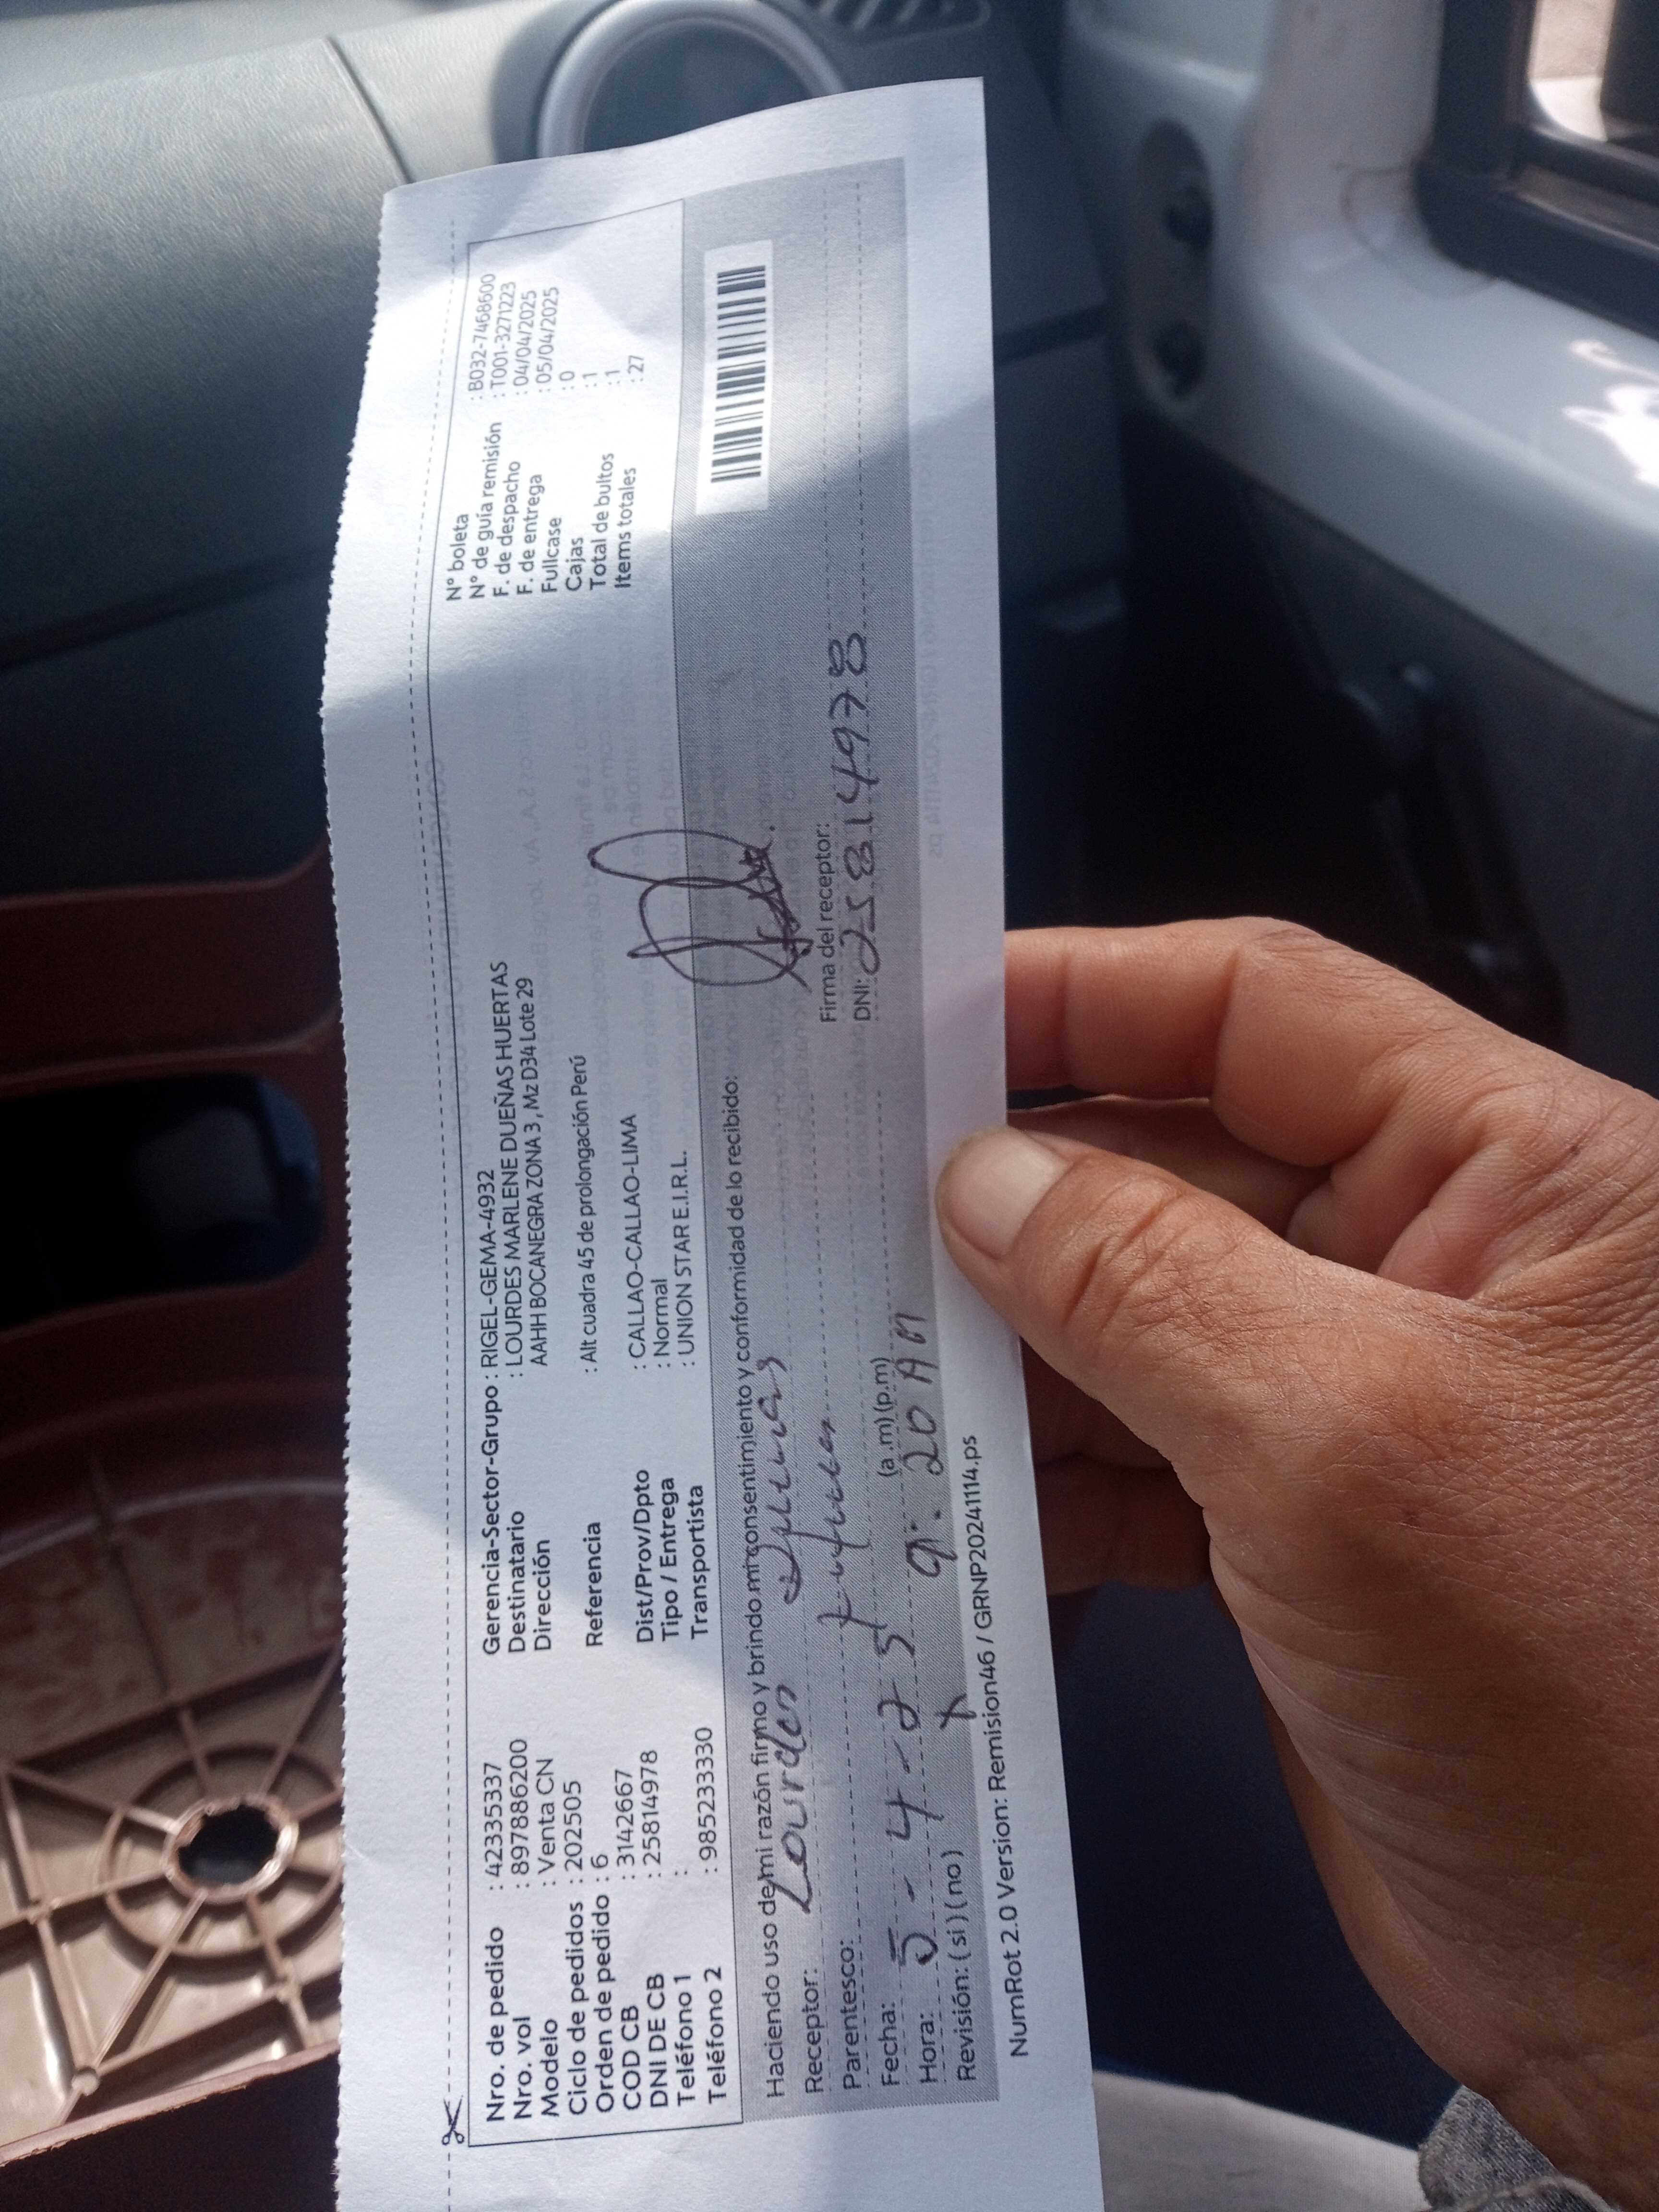 Nro. de pedido : 423355337
Nro. vol : 8978886200
Modelo : Venta CN
Ciclo de pedidos : 202505
Orden de pedido : 6
COD CB : 3142667
DNI DE CB : 25814978
Teléfono 1 :
Teléfono 2 : 985233330
Gerencia-Sector-Grupo : RIGEL-GEMA-4932
Destinatario : LOURDES MARLENE DUEÑAS HUERTAS
Dirección AAHH BOCANEGRA ZONA 3 , Mz D34 Lote 29
Referencia : Alt cuadra 45 de prolongación Perú
Dist/Prov/Dpto : CALLAO-CALLAO-LIMA
Tipo / Entrega : Normal
Transportista : UNION STAR E.I.R.L.
N° boleta : B032-7468600
N° de guía remisión : T001-3271223
F. de despacho : 04/04/2025
F. de entrega : 05/04/2025
Fullcase : 0
Cajas : 1
Total de bultos : 1
Items totales : 27
Haciendo uso de mi razón firmo y brindo mi consentimiento y conformidad de lo recibido:
Receptor: Lourdes
Parentesco:
Fecha: 5-4-25 (a.m) (p.m)
Hora: 9:20 AM
Revisión: (si) (no) X
Firma del receptor:
DNI: 25814978
NumRot 2.0 Version: Remision46 / GRNP20241114.ps